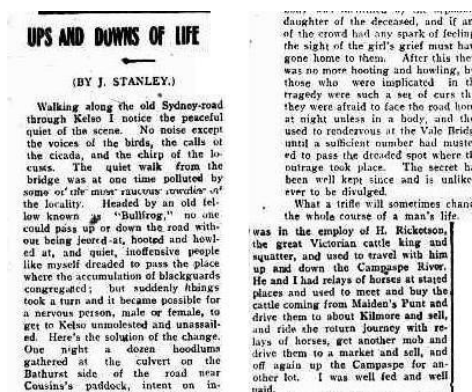 UPS AND DOWNS OF LIFE
(BY J. STANLEY.)
Walking along the old Sydney-road
through Kelso I notice the peaceful
quiet of the scene. No noise except
the voices of the birds, the calls of
the cicada, and the chirp of the lo-
custs. The quiet walk from the
bridge was at one time polluted by
some of the most raucous rowdies of
the locality. Headed by an old fel-
low known as "Bullfrog," no one
could pass up or down the road with-
out being jeered at, hooted and howl-
ed at, and quiet, inoffensive people
like myself dreaded to pass the place
where the accumulation of blackguards
congregated; but suddenly things
took a turn and it became possible for
a nervous person, male or female, to
get to Kelso unmolested and unassail-
ed. Here's the solution of the change.
One night a dozen hoodlums
gathered at the culvert on the
Bathurst side of the road near
Cousins's paddock, intent on in-
daughter of the deceased, and if an
of the crowd had any spark of feeling
the sight of the girl's grief must hav
gone home to them. After this the
was no more hooting and howling, b
those who were implicated in th
tragedy were such a set of curs th
they were afraid to face the road hom
at night unless in a body, and the
used to rendezvous at the Vale Bridg
until a sufficient number had muste
ed to pass the dreaded spot where th
outrage took place. The secret ha
been well kept since and is unlike
ever to be divulged.
What a trifle will sometimes chang
the whole course of a man's life.
was in the employ of H. Ricketson,
the great Victorian cattle king and
squatter, and used to travel with him
up and down the Campaspe River.
He and I had relays of horses at staged
places and used to meet and buy the
cattle coming from Maiden's Punt and
drive them to about Kilmore and sell,
and ride the return journey with re-
lays of horses, get another mob and
drive them to a market and sell, and
off again up the Campaspe for an-
other lot. I was well fed and well
paid.